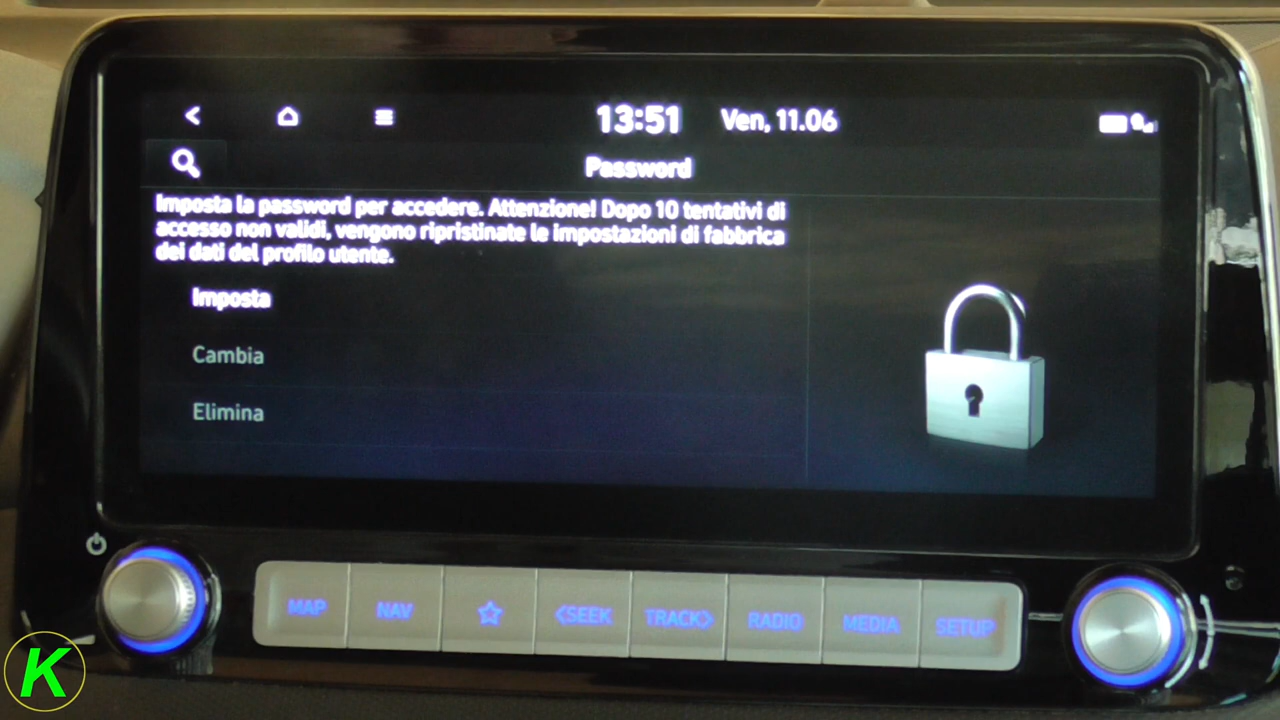 13:51 Ven, 11.06
Password
Imposta la password per accedere. Attenzione! Dopo 10 tentativi di
accesso non validi, vengono ripristinate le impostazioni di fabbrica
dei dati del profilo utente.
Imposta
Cambia
Elimina
MAP NAV <SEEK TRACK> RADIO MEDIA SETUP
K